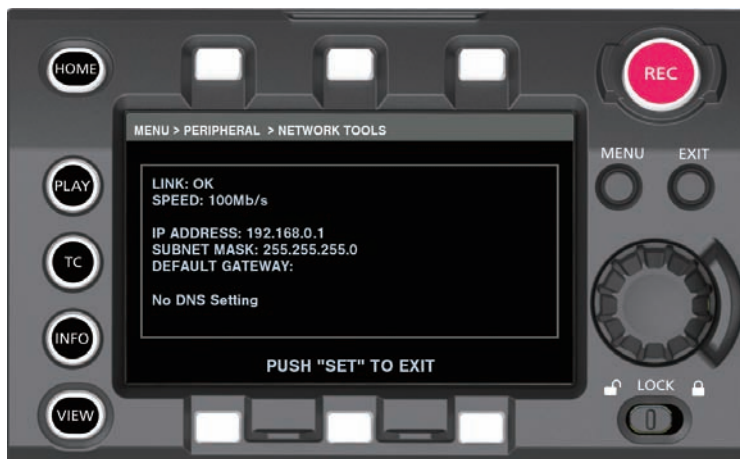 HOME
REC
MENU > PERIPHERAL > NETWORK TOOLS
MENU EXIT
PLAY
LINK: OK
SPEED: 100Mb/s
IP ADDRESS: 192.168.0.1
SUBNET MASK: 255.255.255.0
DEFAULT GATEWAY:
TC
No DNS Setting
INFO
PUSH "SET" TO EXIT
LOCK
VIEW